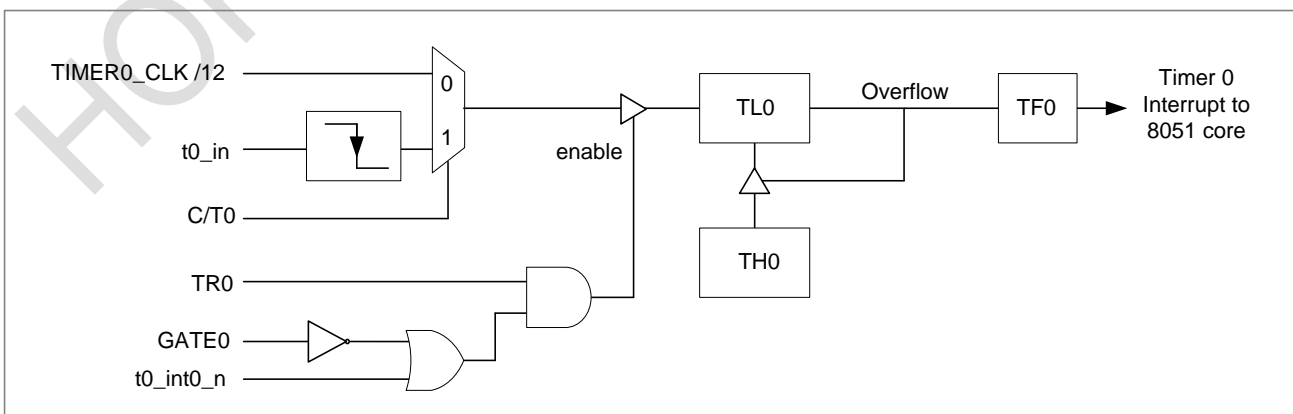 TIMER0_CLK /12
0
t0_in
1
C/T0
enable
TL0
Overflow
TF0
Timer 0
Interrupt to
8051 core
TH0
TR0
GATE0
t0_int0_n